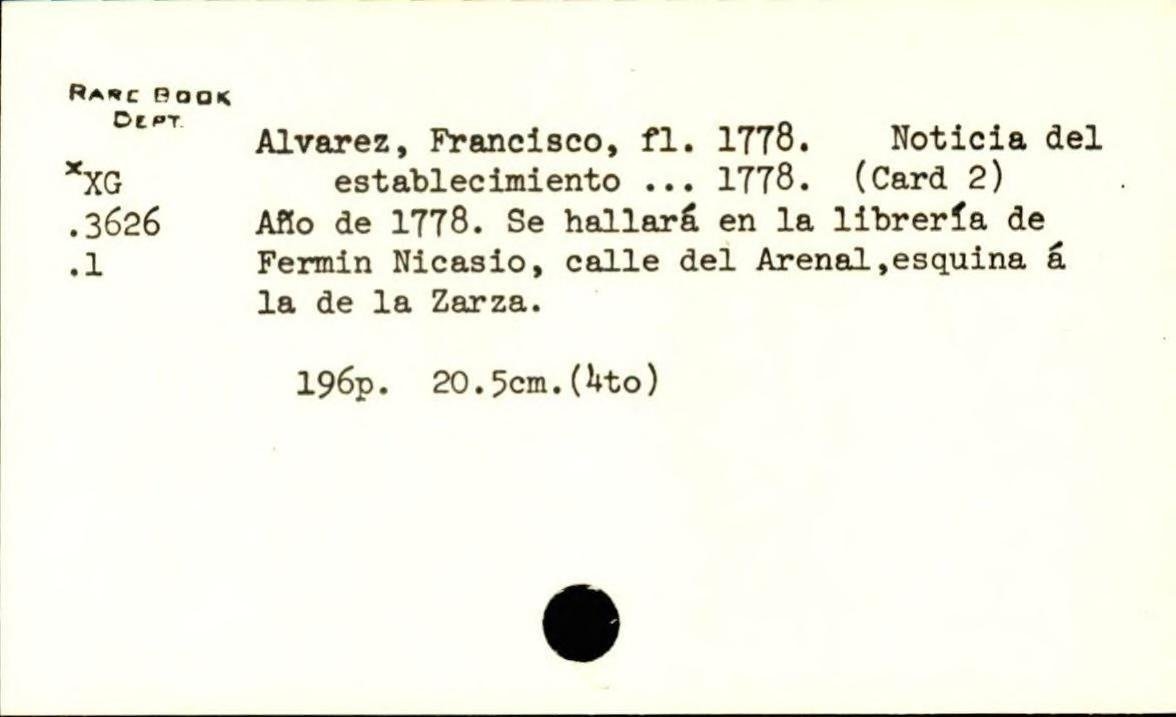 RARE BOOK
DEPT.
Alvarez, Francisco, fl. 1778. Noticia del
xXG establecimiento ... 1778. (Card 2)
.3626 Año de 1778. Se hallará en la librería de
.1 Fermin Nicasio, calle del Arenal,esquina á
la de la Zarza.
196p. 20.5cm.(4to)